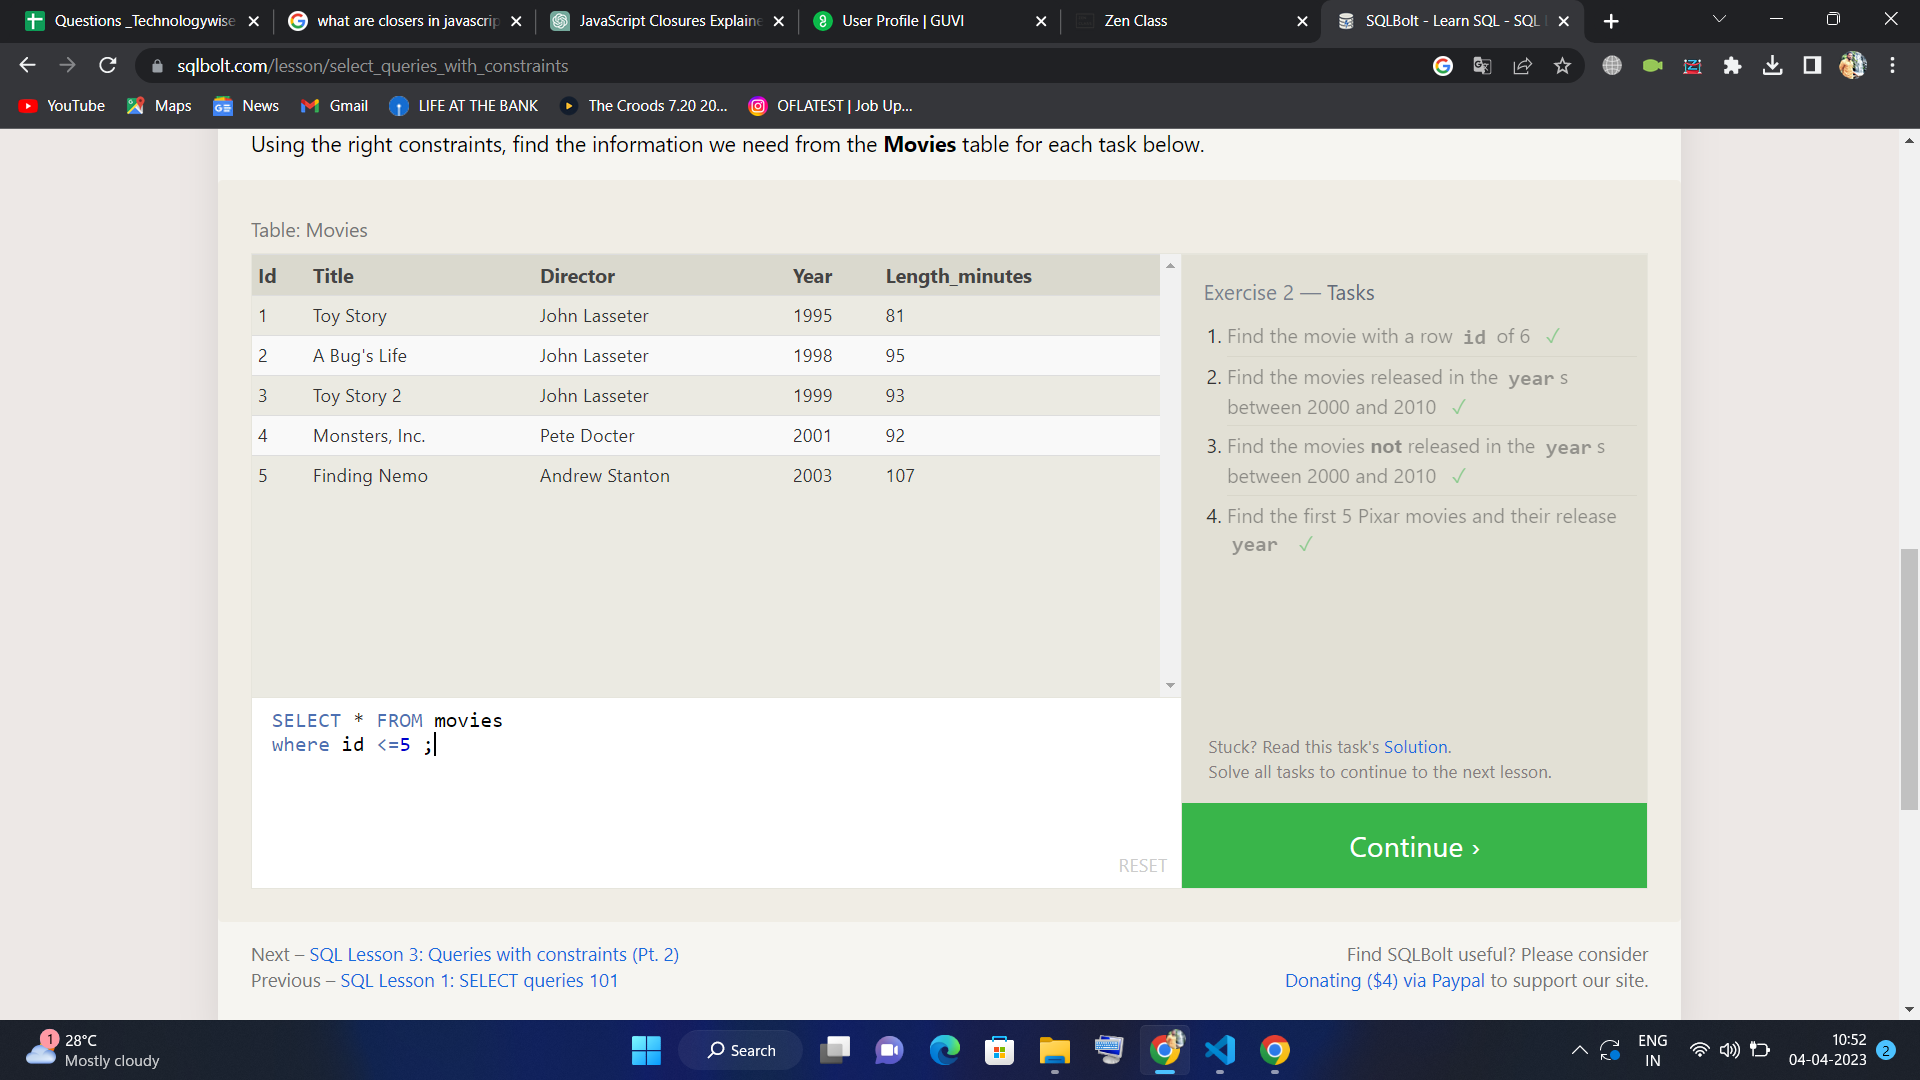 Questions _Technologywise
what are closers in javascrip
JavaScript Closures Explaine
User Profile | GUVI
Zen Class
SQLBolt - Learn SQL - SQL
sqlbolt.com/lesson/select_queries_with_constraints
YouTube
Maps
News
Gmail
LIFE AT THE BANK
The Croods 7.20 20...
OFLATEST | Job Up...
Using the right constraints, find the information we need from the Movies table for each task below.
Table: Movies
Id Title Director Year Length_minutes
1 Toy Story John Lasseter 1995 81
2 A Bug's Life John Lasseter 1998 95
3 Toy Story 2 John Lasseter 1999 93
4 Monsters, Inc. Pete Docter 2001 92
5 Finding Nemo Andrew Stanton 2003 107
SELECT * FROM movies
where id <=5 ;
RESET
Exercise 2 — Tasks
1. Find the movie with a row id of 6 ✓
2. Find the movies released in the years
between 2000 and 2010 ✓
3. Find the movies not released in the years
between 2000 and 2010 ✓
4. Find the first 5 Pixar movies and their release
year ✓
Stuck? Read this task's Solution.
Solve all tasks to continue to the next lesson.
Continue ›
Next – SQL Lesson 3: Queries with constraints (Pt. 2)
Previous – SQL Lesson 1: SELECT queries 101
Find SQLBolt useful? Please consider
Donating ($4) via Paypal to support our site.
1
28°C
Mostly cloudy
Search
ENG
IN
10:52
04-04-2023
2